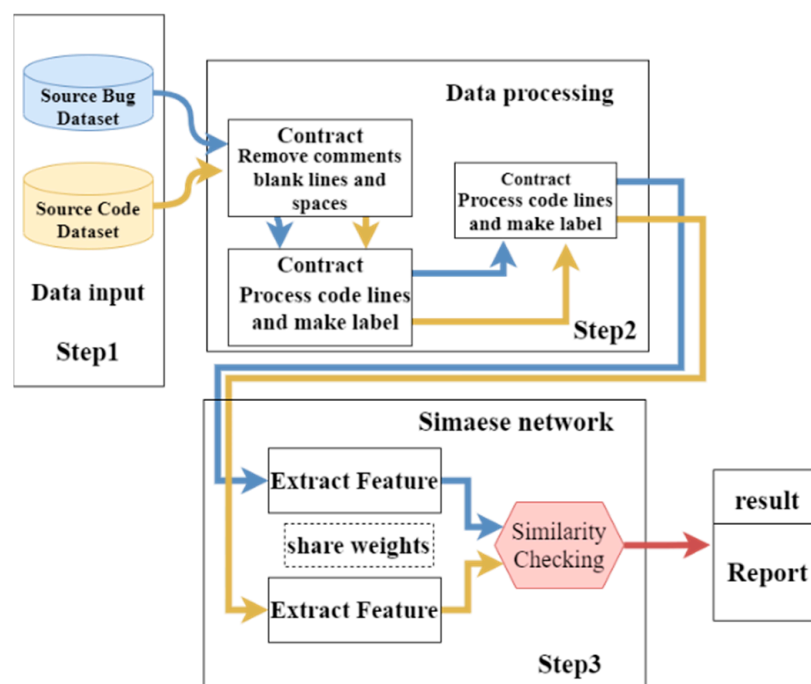 Source Bug
Dataset
Source Code
Dataset
Data input
Step1
Data processing
Contract
Remove comments
blank lines and
spaces
Contract
Process code lines
and make label
Contract
Process code lines
and make label
Step2
Simaese network
Extract Feature
share weights
Extract Feature
Similarity
Checking
Step3
result
Report